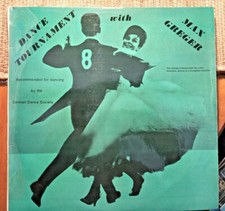 DANCE
TOURNAMENT
with
MAX
GREGER
8
Recommended for dancing
by the
German Dance Society